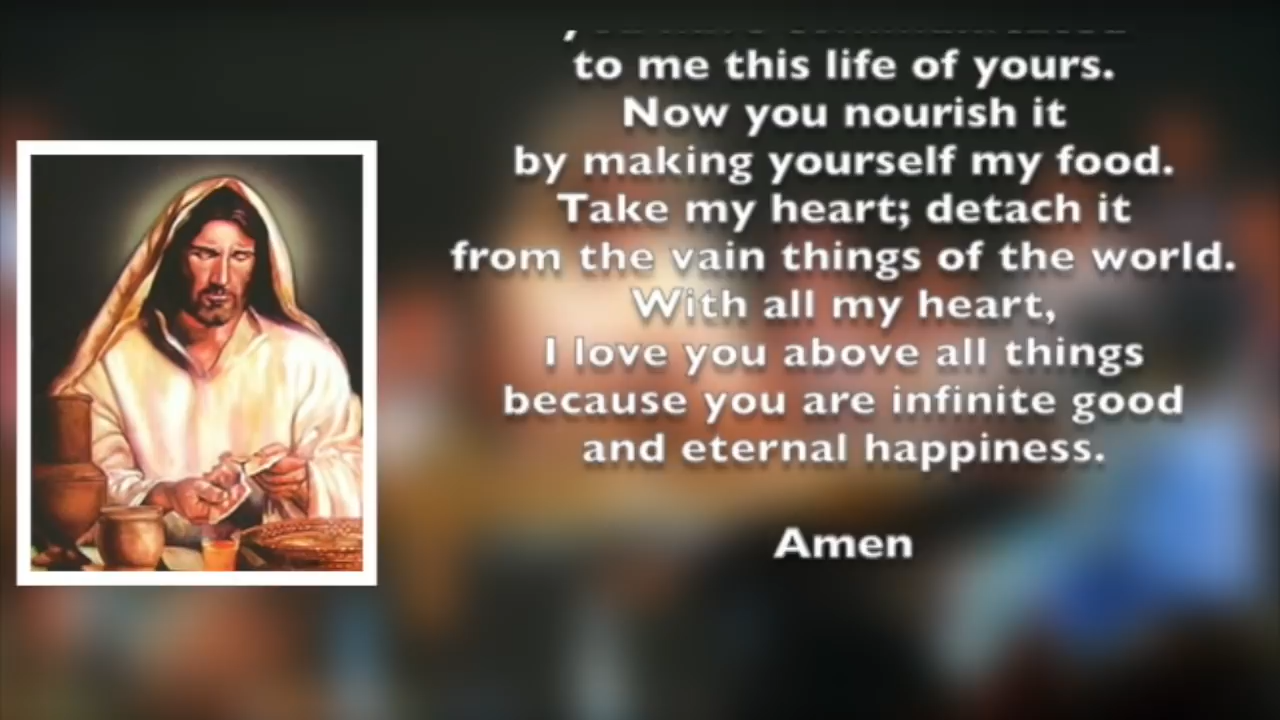 to me this life of yours.
Now you nourish it
by making yourself my food.
Take my heart; detach it
from the vain things of the world.
With all my heart,
I love you above all things
because you are infinite good
and eternal happiness.
Amen